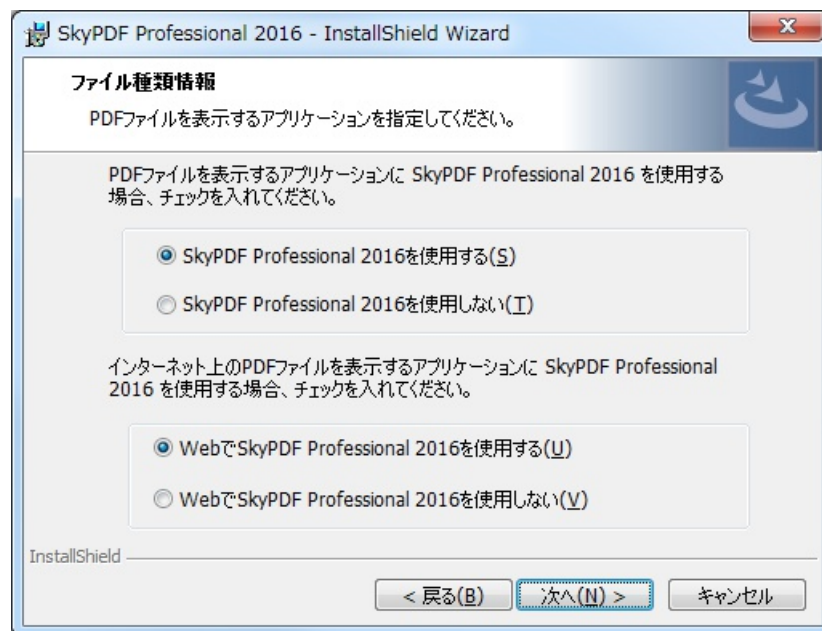 SkyPDF Professional 2016 - InstallShield Wizard
ファイル種類情報
PDFファイルを表示するアプリケーションを指定してください。
PDFファイルを表示するアプリケーションに SkyPDF Professional 2016 を使用する
場合、チェックを入れてください。
SkyPDF Professional 2016を使用する(S)
SkyPDF Professional 2016を使用しない(T)
インターネット上のPDFファイルを表示するアプリケーションに SkyPDF Professional
2016 を使用する場合、チェックを入れてください。
WebでSkyPDF Professional 2016を使用する(U)
WebでSkyPDF Professional 2016を使用しない(V)
InstallShield
< 戻る(B) 次へ(N) > キャンセル